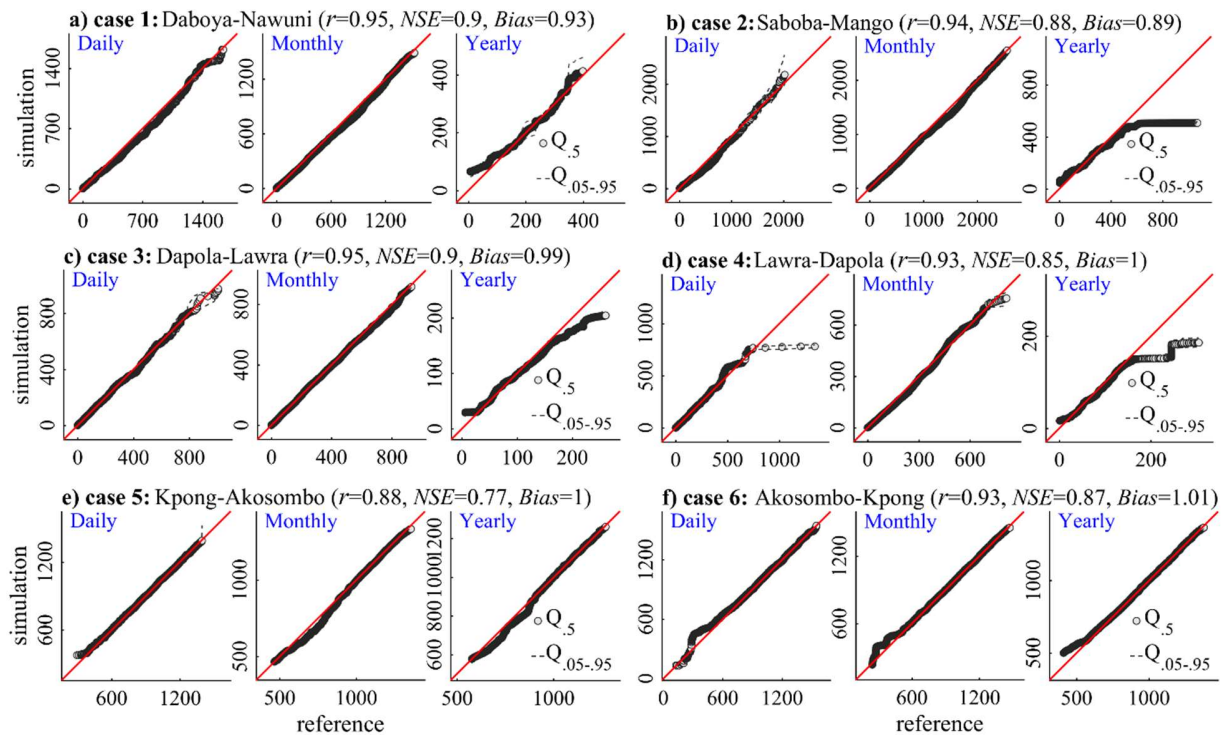 a) case 1: Daboya-Nawuni (r=0.95, NSE=0.9, Bias=0.93)
b) case 2: Saboba-Mango (r=0.94, NSE=0.88, Bias=0.89)
Daily
Monthly
Yearly
Daily
Monthly
Yearly
simulation
0 700 1400
0 600 1200
0 200 400
0 1000 2000
0 1000 2000
0 400 800
Q.5
Q.05-.95
Q.5
Q.05-.95
0 700 1400
0 600 1200
0 200 400
0 1000 2000
0 1000 2000
0 400 800
c) case 3: Dapola-Lawra (r=0.95, NSE=0.9, Bias=0.99)
d) case 4: Lawra-Dapola (r=0.93, NSE=0.85, Bias=1)
Daily
Monthly
Yearly
Daily
Monthly
Yearly
simulation
0 400 800
0 400 800
0 100 200
0 500 1000
0 300 600
0 200
Q.5
Q.05-.95
Q.5
Q.05-.95
0 400 800
0 400 800
0 100 200
0 500 1000
0 300 600
0 200
e) case 5: Kpong-Akosombo (r=0.88, NSE=0.77, Bias=1)
f) case 6: Akosombo-Kpong (r=0.93, NSE=0.87, Bias=1.01)
Daily
Monthly
Yearly
Daily
Monthly
Yearly
simulation
600 1200
500 1000
600 800 1000 1200
0 600 1200
0 600 1200
500 1000
Q.5
Q.05-.95
Q.5
Q.05-.95
600 1200
500 1000
500 1000
0 600 1200
600 1200
500 1000
reference
reference